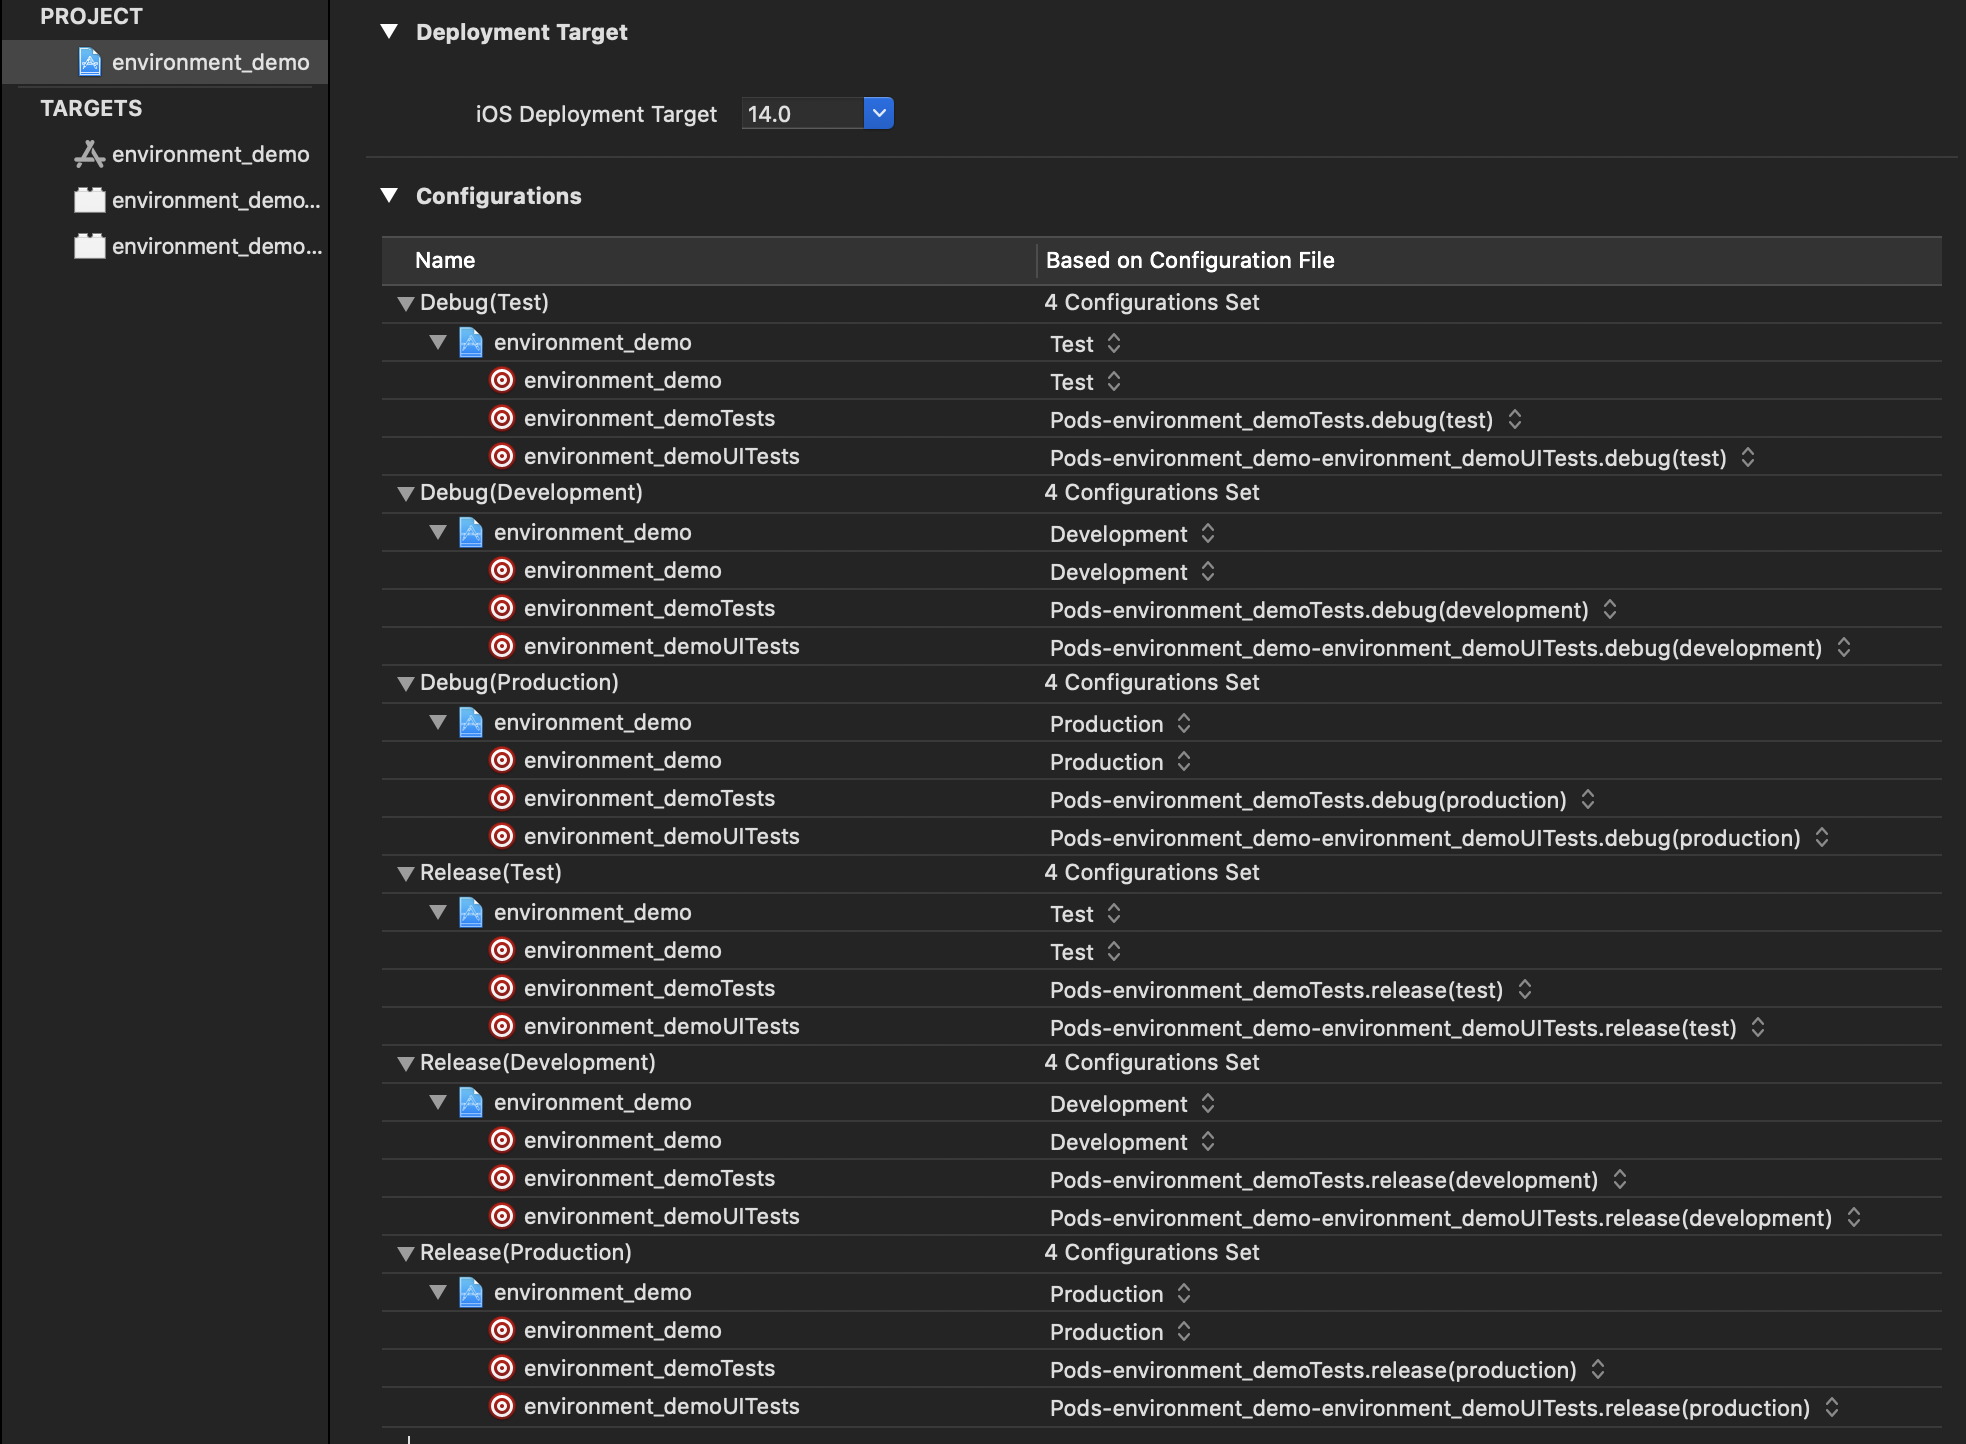 PROJECT
environment_demo
TARGETS
environment_demo
environment_demo...
environment_demo...
Deployment Target
iOS Deployment Target 14.0
Configurations
Name Based on Configuration File
Debug(Test) 4 Configurations Set
environment_demo Test
environment_demo Test
environment_demoTests Pods-environment_demoTests.debug(test)
environment_demoUITests Pods-environment_demo-environment_demoUITests.debug(test)
Debug(Development) 4 Configurations Set
environment_demo Development
environment_demo Development
environment_demoTests Pods-environment_demoTests.debug(development)
environment_demoUITests Pods-environment_demo-environment_demoUITests.debug(development)
Debug(Production) 4 Configurations Set
environment_demo Production
environment_demo Production
environment_demoTests Pods-environment_demoTests.debug(production)
environment_demoUITests Pods-environment_demo-environment_demoUITests.debug(production)
Release(Test) 4 Configurations Set
environment_demo Test
environment_demo Test
environment_demoTests Pods-environment_demoTests.release(test)
environment_demoUITests Pods-environment_demo-environment_demoUITests.release(test)
Release(Development) 4 Configurations Set
environment_demo Development
environment_demo Development
environment_demoTests Pods-environment_demoTests.release(development)
environment_demoUITests Pods-environment_demo-environment_demoUITests.release(development)
Release(Production) 4 Configurations Set
environment_demo Production
environment_demo Production
environment_demoTests Pods-environment_demoTests.release(production)
environment_demoUITests Pods-environment_demo-environment_demoUITests.release(production)